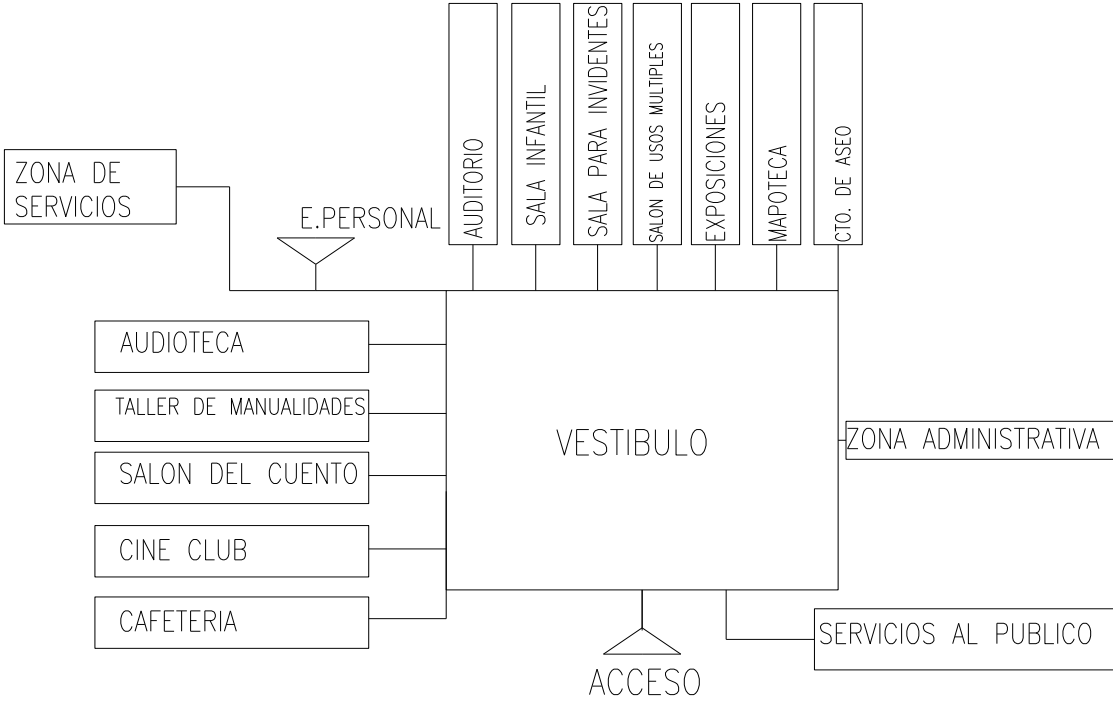 AUDITORIO
SALA INFANTIL
SALA PARA INVIDENTES
SALON DE USOS MULTIPLES
EXPOSICIONES
MAPOTECA
CTO. DE ASEO
ZONA DE
SERVICIOS
E.PERSONAL
AUDIOTECA
TALLER DE MANUALIDADES
SALON DEL CUENTO
CINE CLUB
CAFETERIA
VESTIBULO
ZONA ADMINISTRATIVA
SERVICIOS AL PUBLICO
ACCESO